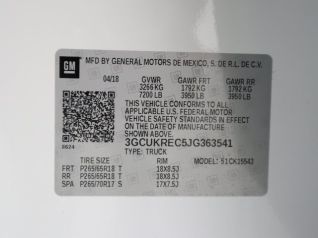 GM
MFD BY GENERAL MOTORS DE MEXICO, S. DE R.L. DE C.V.
04/18 GVWR GAWR FRT GAWR RR
3266 KG 1792 KG 1792 KG
7200 LB 3950 LB 3950 LB
THIS VEHICLE CONFORMS TO ALL
APPLICABLE U.S. FEDERAL MOTOR
VEHICLE SAFETY STANDARDS IN EFFECT ON THE
DATE OF MANUFACTURE SHOWN ABOVE.
3GCUKREC5JG363541
8624 TYPE: TRUCK
MODEL: S1CK15543
TIRE SIZE RIM
FRT P265/65R18 T 18X8.5J
RR P265/65R18 T 18X8.5J
SPA P265/70R17 S 17X7.5J